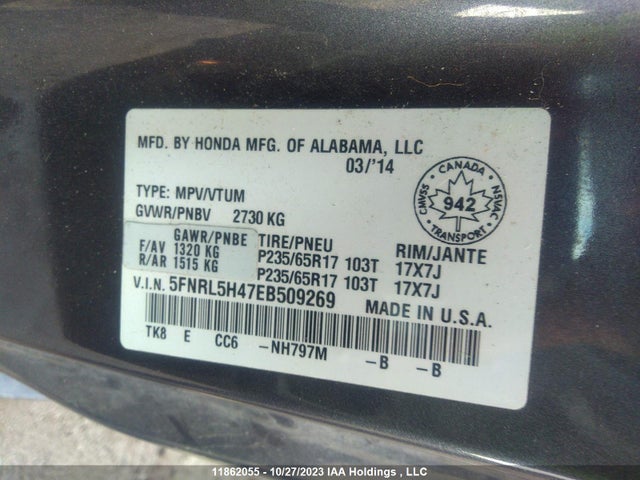 MFD. BY HONDA MFG. OF ALABAMA, LLC
03/'14
TYPE: MPV/VTUM
GVWR/PNBV 2730 KG
CANADA
CMVSS 942 NSVAC
TRANSPORT
GAWR/PNBE TIRE/PNEU RIM/JANTE
F/AV 1320 KG P235/65R17 103T 17X7J
R/AR 1515 KG P235/65R17 103T 17X7J
V.I.N. 5FNRL5H47EB509269 MADE IN U.S.A.
TK8 E CC6 -NH797M -B -B
11862055 - 10/27/2023 IAA Holdings , LLC